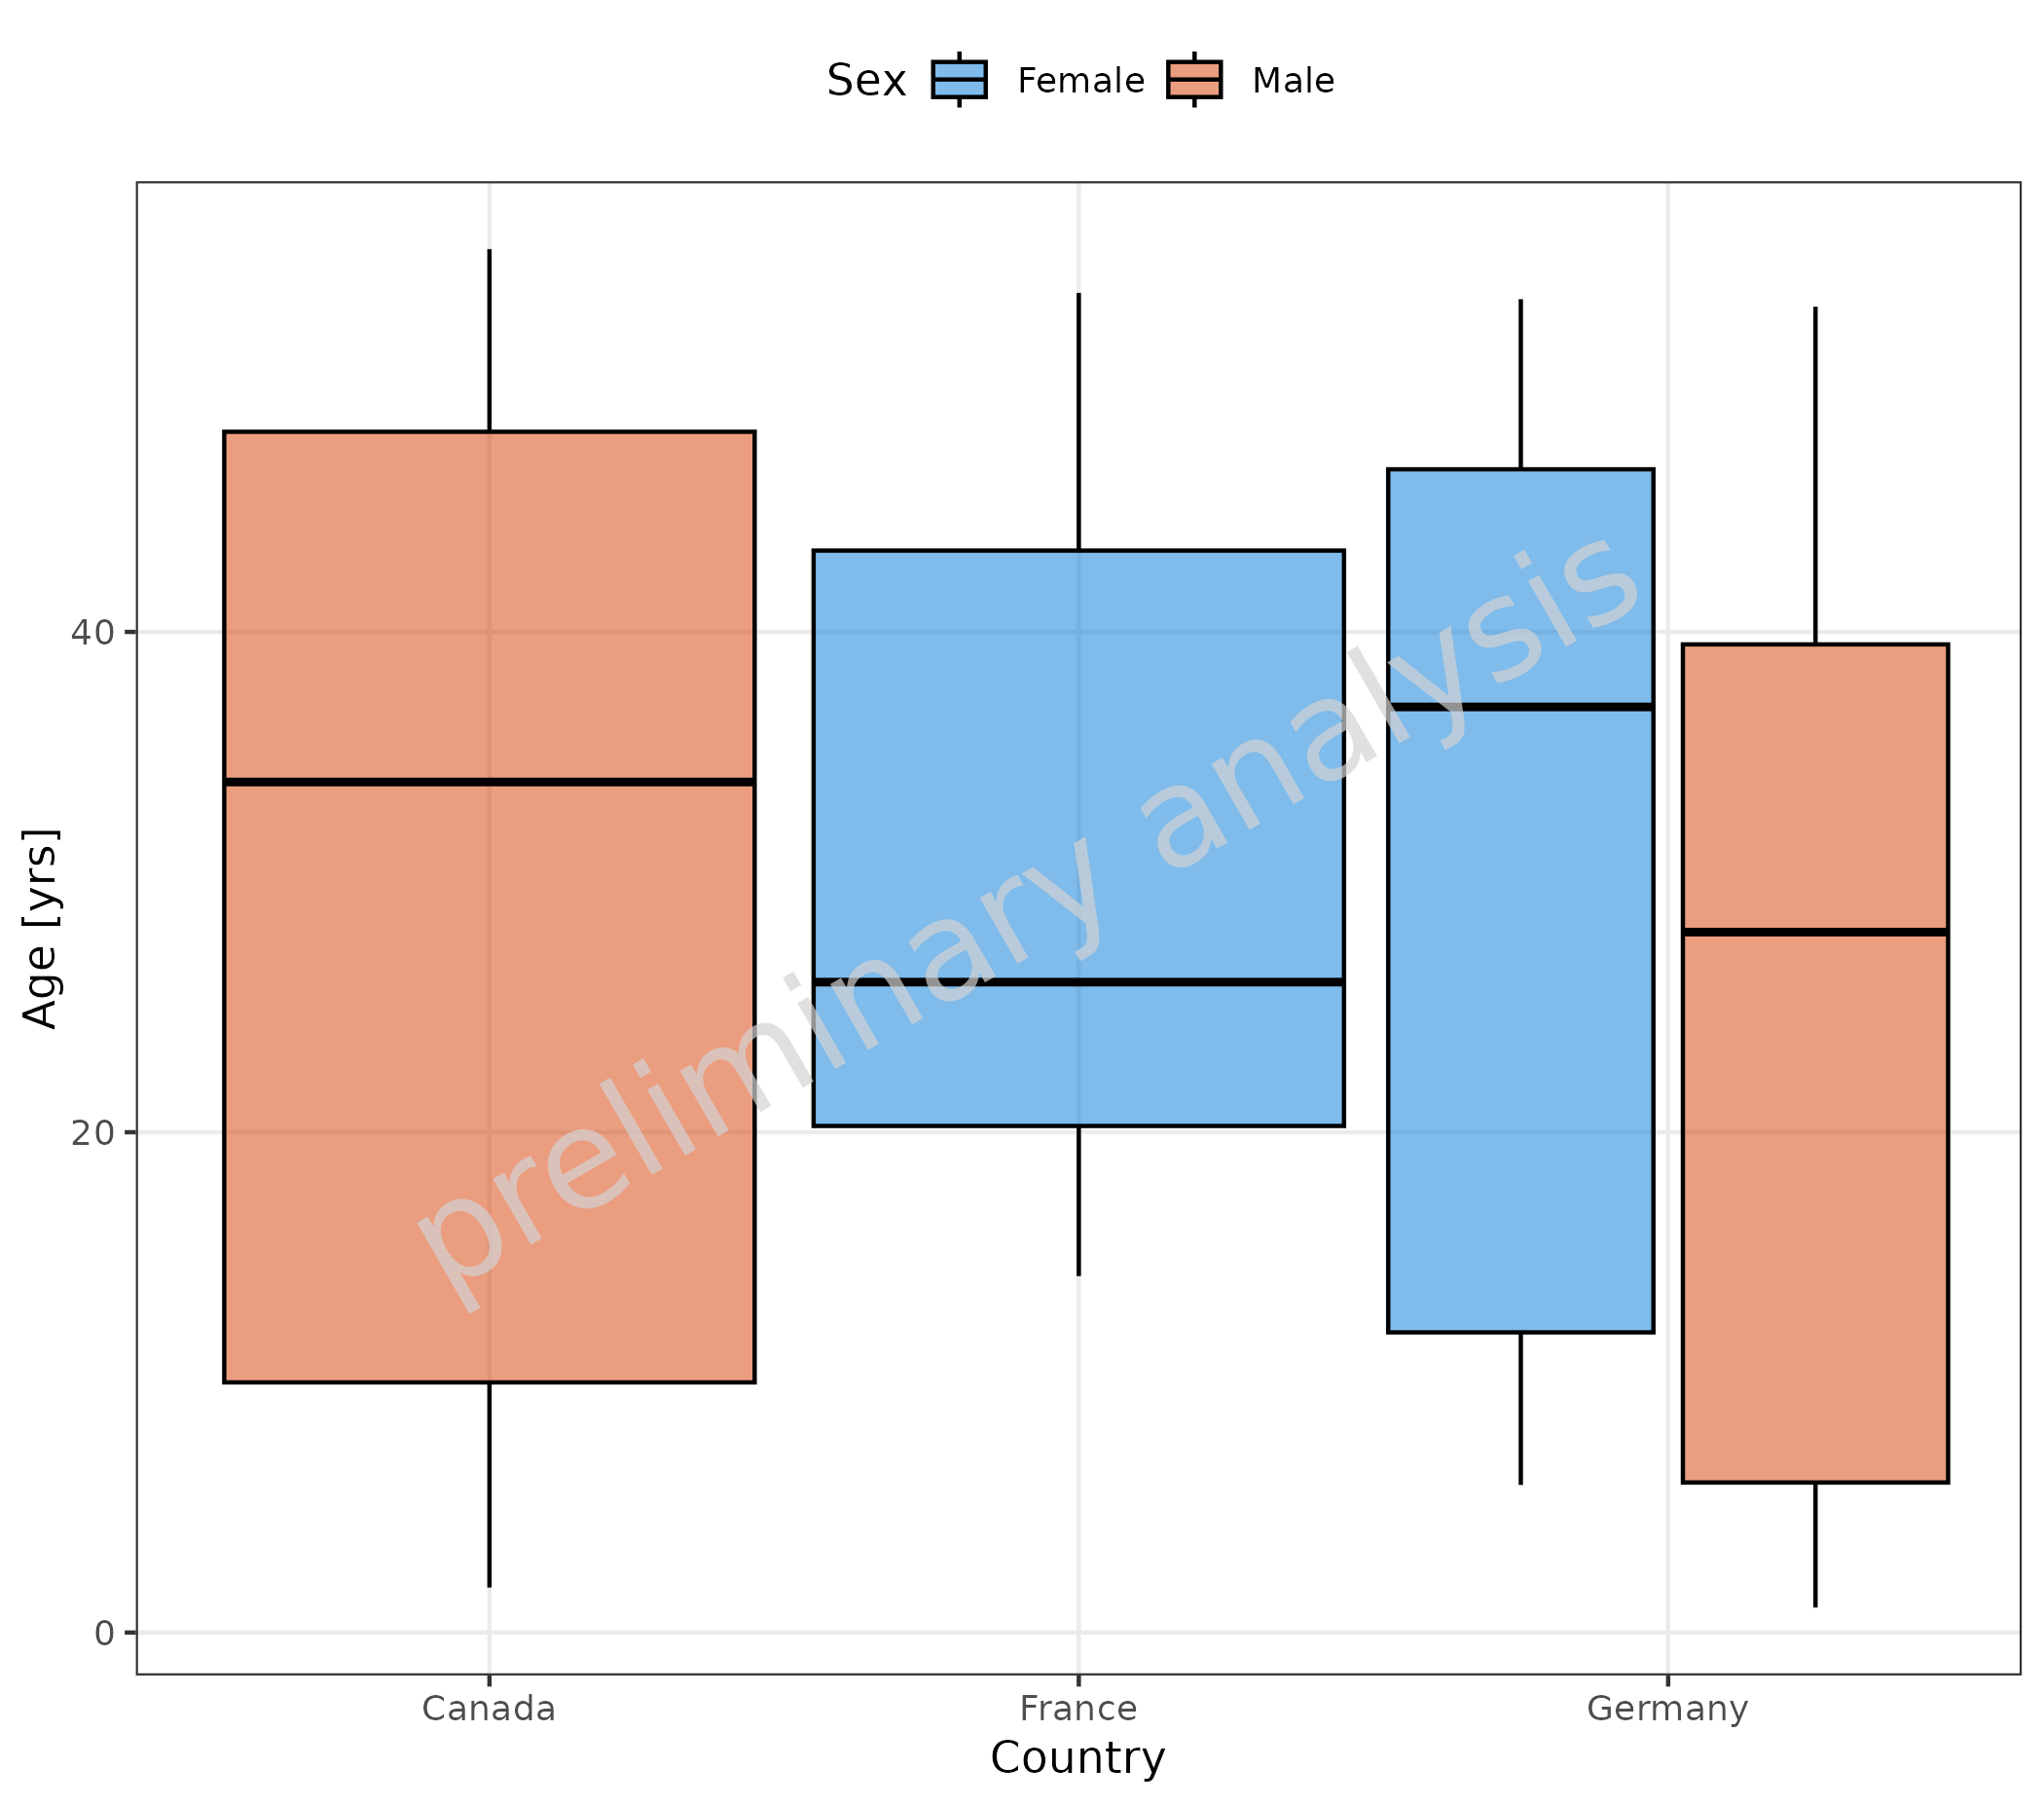 Sex Female Male
Age [yrs]
40
20
0
preliminary analysis
Canada France Germany
Country